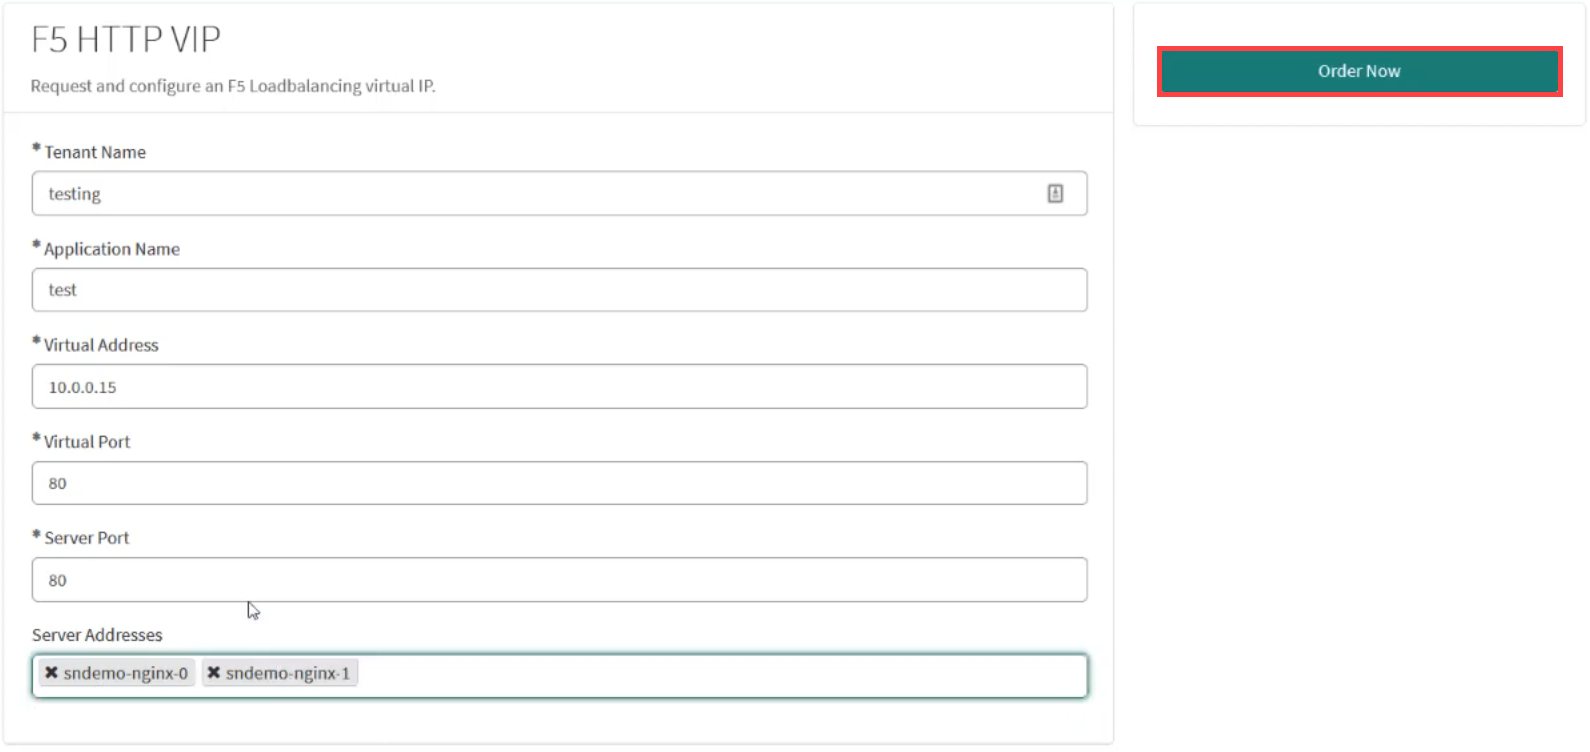 F5 HTTP VIP
Request and configure an F5 Loadbalancing virtual IP.
* Tenant Name
testing
* Application Name
test
* Virtual Address
10.0.0.15
* Virtual Port
80
* Server Port
80
Server Addresses
✖ sndemo-nginx-0 ✖ sndemo-nginx-1
Order Now